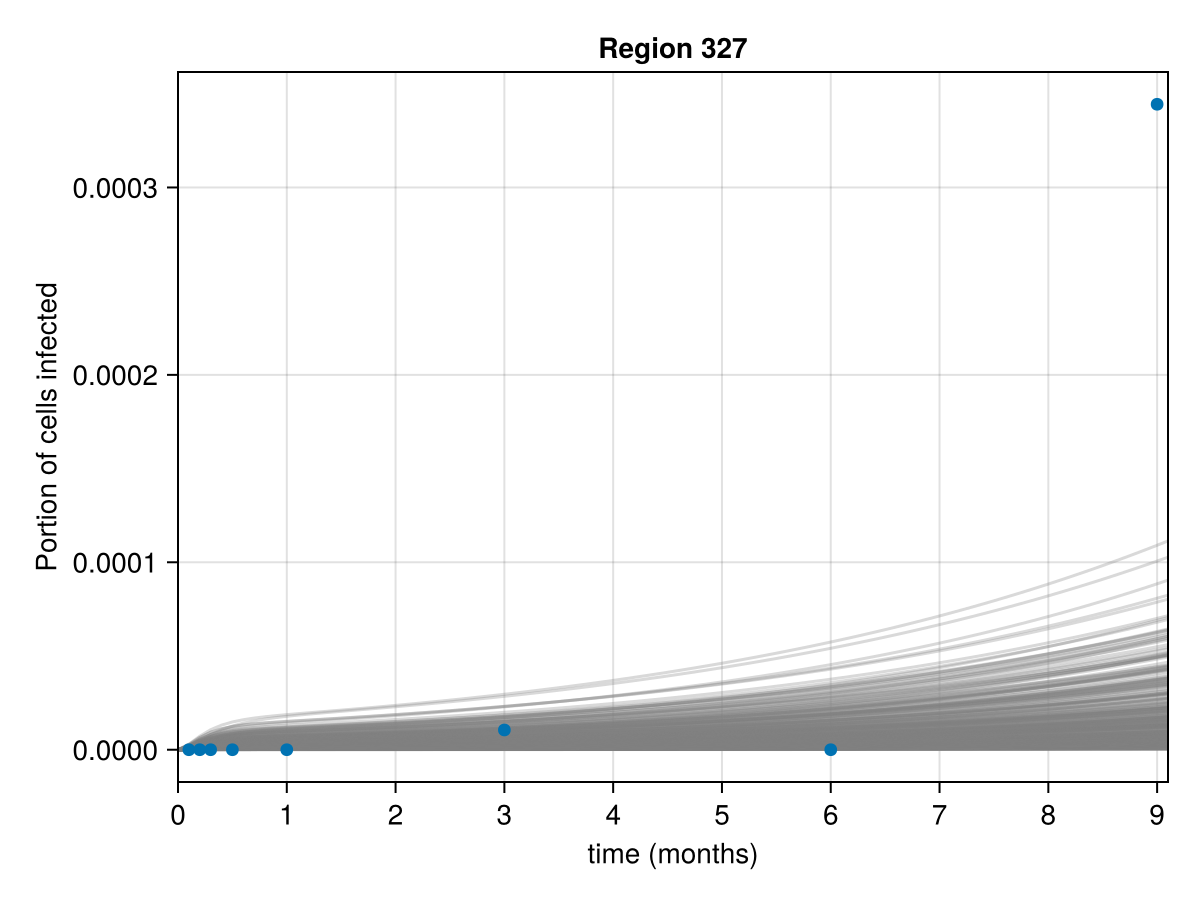 Region 327
Portion of cells infected
0.0003
0.0002
0.0001
0.0000
0 1 2 3 4 5 6 7 8 9
time (months)